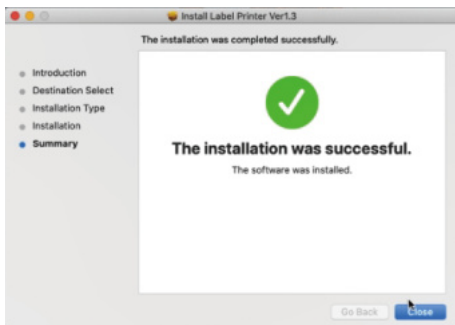 Install Label Printer Ver1.3
The installation was completed successfully.
Introduction
Destination Select
Installation Type
Installation
Summary
The installation was successful.
The software was installed.
Go Back
Close